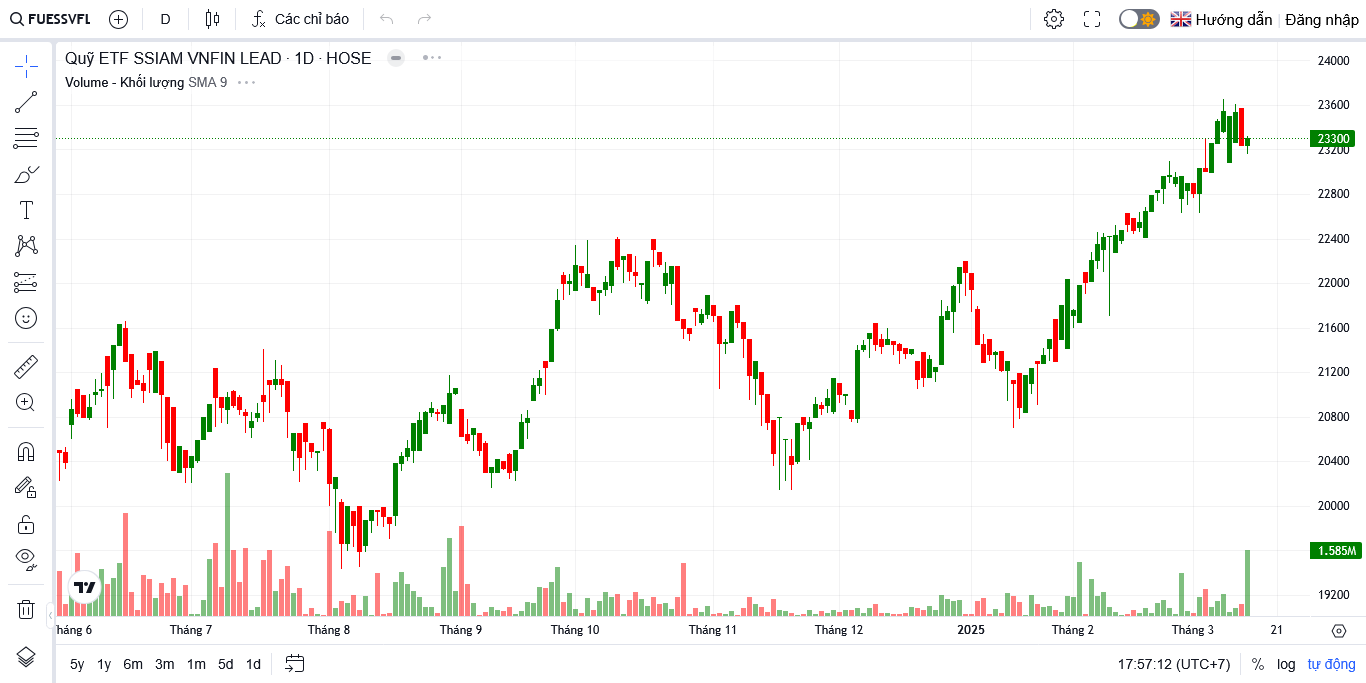 FUESSVFL D Các chỉ báo Hướng dẫn Đăng nhập
Quỹ ETF SSIAM VNFIN LEAD · 1D · HOSE
Volume - Khối lượng SMA 9
24000
23600
23300
23200
22800
22400
22000
21600
21200
20800
20400
20000
1.585M
19200
háng 6 Tháng 7 Tháng 8 Tháng 9 Tháng 10 Tháng 11 Tháng 12 2025 Tháng 2 Tháng 3 21
5y 1y 6m 3m 1m 5d 1d 17:57:12 (UTC+7) % log tự động